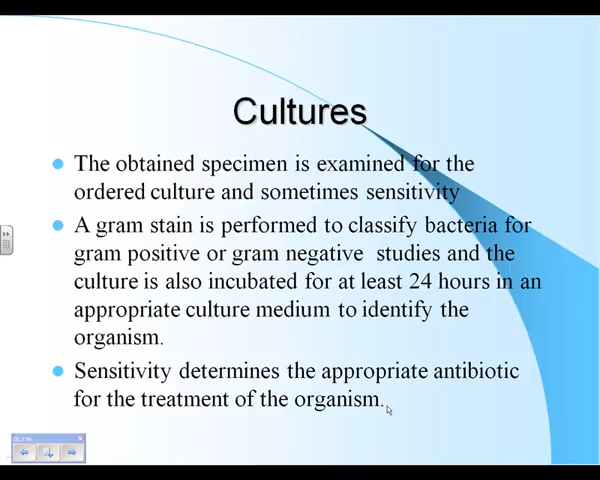 Cultures
The obtained specimen is examined for the
ordered culture and sometimes sensitivity
A gram stain is performed to classify bacteria for
gram positive or gram negative  studies and the
culture is also incubated for at least 24 hours in an
appropriate culture medium to identify the
organism.
Sensitivity determines the appropriate antibiotic
for the treatment of the organism.